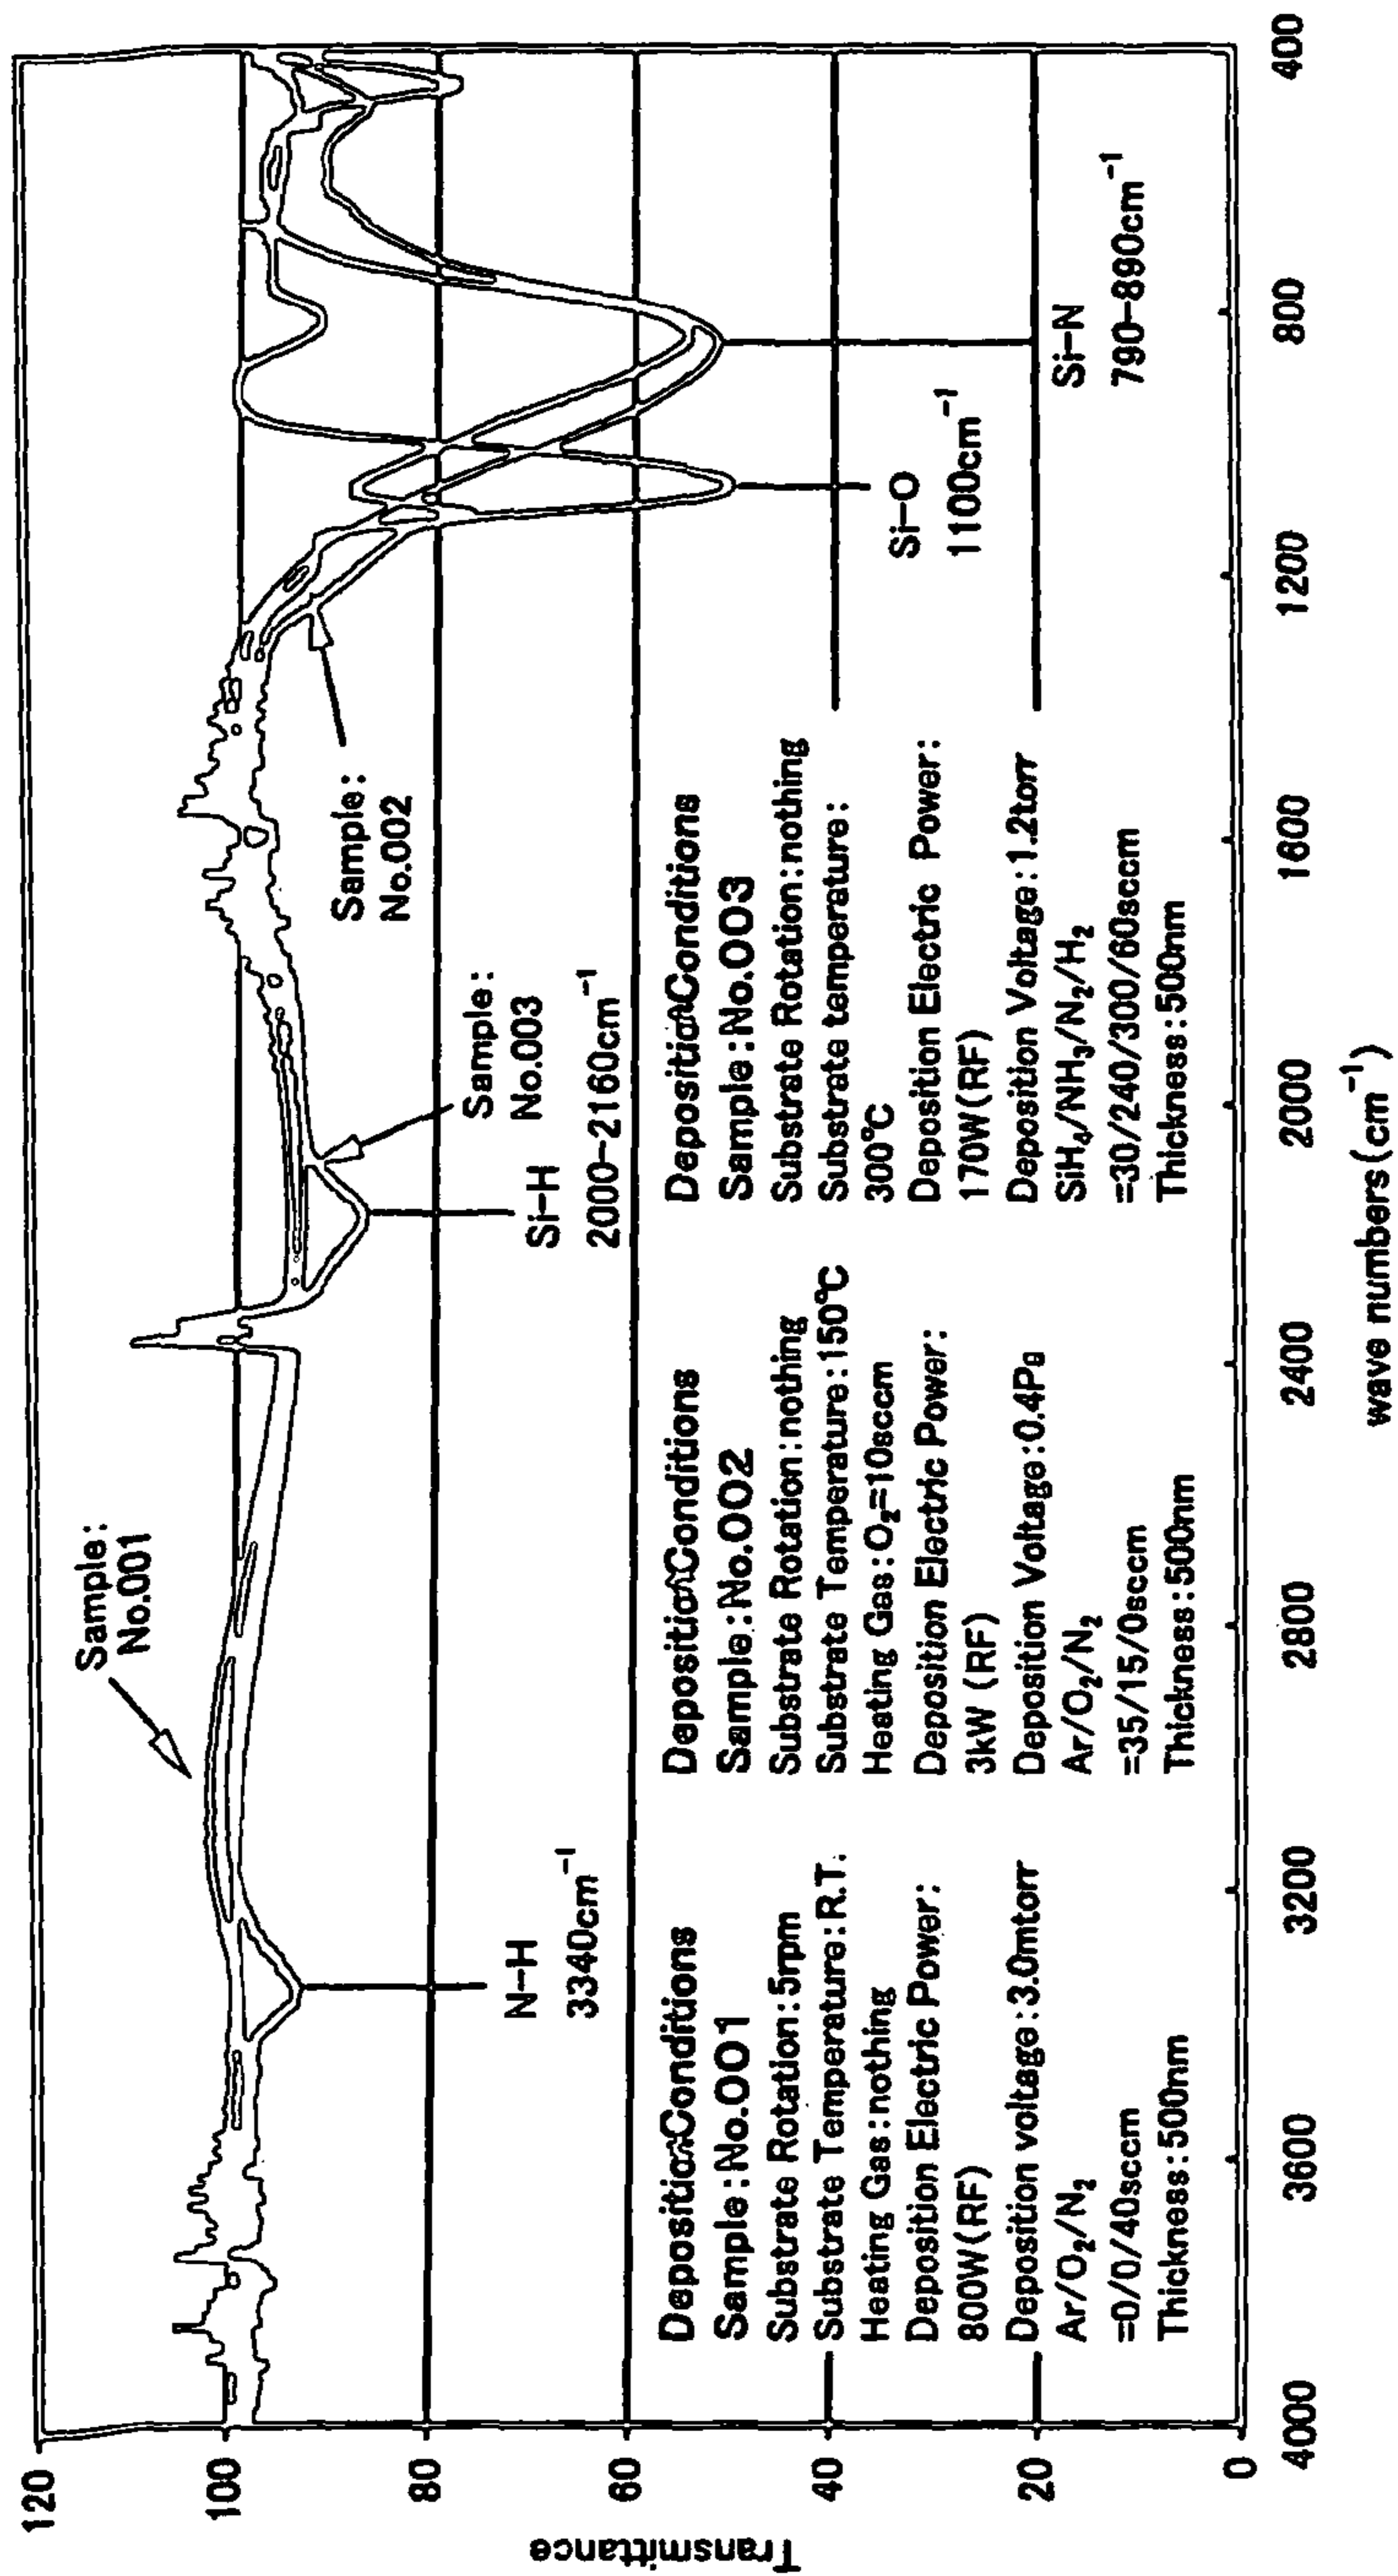 120
100
80
60
40
20
0
Transmittance
4000
3600
3200
2800
2400
2000
1600
1200
800
400
wave numbers(cm⁻¹)
Sample:
No.001
N-H
3340cm⁻¹
Si-H
2000-2160cm⁻¹
Sample:
No.003
Sample:
No.002
Si-O
1100cm⁻¹
Si-N
790-890cm⁻¹
Deposition Conditions
Sample:No.001
Substrate Rotation:5rpm
Substrate Temperature:R.T.
Heating Gas:nothing
Deposition Electric Power:
800W(RF)
Deposition voltage:3.0mtorr
Ar/O₂/N₂
=0/0/40sccm
Thickness:500nm
Deposition Conditions
Sample:No.002
Substrate Rotation:nothing
Substrate Temperature:150℃
Heating Gas:O₂=10sccm
Deposition Electric Power:
3kW (RF)
Deposition Voltage:0.4Pa
Ar/O₂/N₂
=35/15/0sccm
Thickness:500nm
Deposition Conditions
Sample:No.003
Substrate Rotation:nothing
Substrate temperature:
300℃
Deposition Electric Power:
170W(RF)
Deposition Voltage:1.2torr
SiH₄/NH₃/N₂/H₂
=30/240/300/60sccm
Thickness:500nm